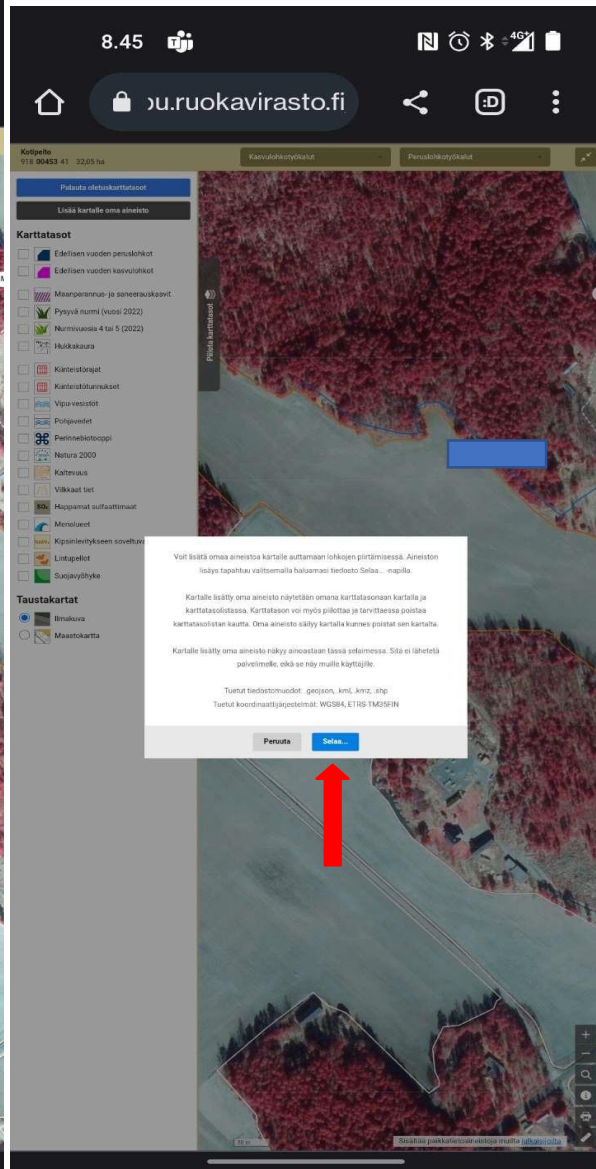 8.45
4G
pu.ruokavirasto.fi
:D
Kotipelto
918 00453 41 32,05 ha
Kasvulohkotyökalut
Peruslohkotyökalut
Palauta oletuskarttatasot
Lisää kartalle oma aineisto
Karttatasot
Edellisen vuoden peruslohkot
Edellisen vuoden kasvulohkot
Maanparannus- ja saneerauskasvit
Pysyvä nurmi (vuosi 2022)
Nurmivuosia 4 tai 5 (2022)
Hukkakaura
Kiinteistörajat
Kiinteistötunnukset
Vipu-vesistöt
Pohjavedet
Perinnebiotooppi
Natura 2000
Kaltevuus
Vilkkaat tiet
Happamat sulfaattimaat
Menolueet
Kipsinlevitykseen soveltuva
Lintupellot
Suojavyöhyke
Taustakartat
Ilmakuva
Maastokartta
Piilota karttatasot
Voit lisätä omaa aineistoa kartalle auttamaan lohkojen piirtämisessä. Aineiston
lisäys tapahtuu valitsemalla haluamasi tiedosto Selaa... -napilla.
Kartalle lisätty oma aineisto näytetään omana karttatasonaan kartalla ja
karttatasolistassa. Karttatason voi myös piilottaa ja tarvittaessa poistaa
karttatasolistan kautta. Oma aineisto säilyy kartalla kunnes poistat sen kartalta.
Kartalle lisätty oma aineisto näkyy ainoastaan tässä selaimessa. Sitä ei lähetetä
palvelimelle, eikä se näy muille käyttäjille.
Tuetut tiedostomuodot: .geojson, .kml, .kmz, .shp
Tuetut koordinaattijärjestelmät: WGS84, ETRS-TM35FIN
Peruuta
Selaa...
Sisältää paikkatietoaineistoja muilta julkaisijoilta